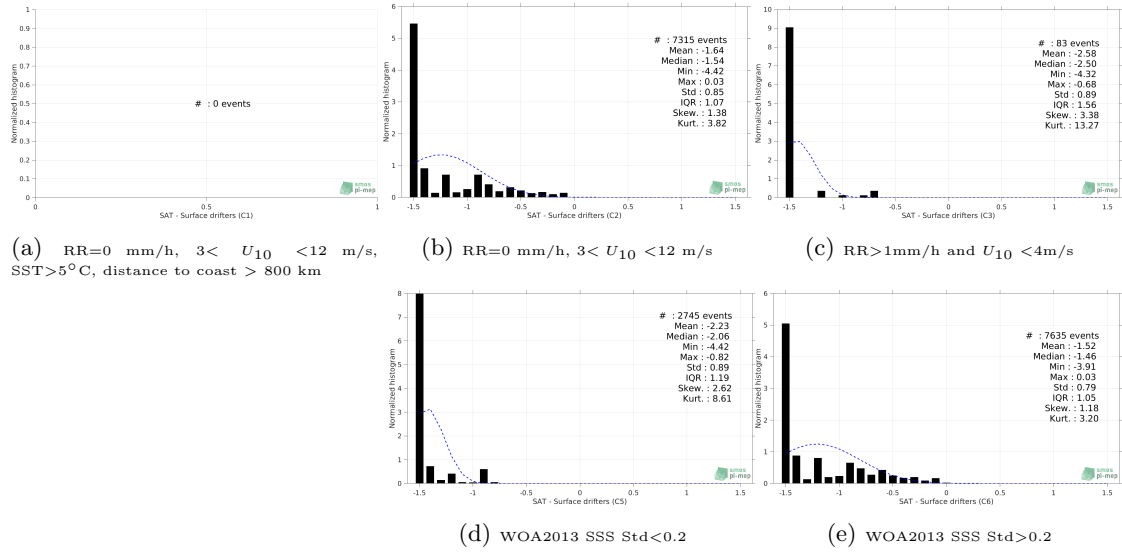 1
0.9
0.8
0.7
0.6
0.5
0.4
0.3
0.2
0.1
0
Normalized histogram
# : 0 events
smos
pi-mep
0 0.5 1
SAT - Surface drifters (C1)
(a) RR=0 mm/h, 3< U10 <12 m/s,
SST>5°C, distance to coast > 800 km
6
5
4
3
2
1
0
Normalized histogram
# : 7315 events
Mean : -1.64
Median : -1.54
Min : -4.42
Max : 0.03
Std : 0.85
IQR : 1.07
Skew. : 1.38
Kurt. : 3.82
smos
pi-mep
-1.5 -1 -0.5 0 0.5 1 1.5
SAT - Surface drifters (C2)
(b) RR=0 mm/h, 3< U10 <12 m/s
10
9
8
7
6
5
4
3
2
1
0
Normalized histogram
# : 83 events
Mean : -2.58
Median : -2.50
Min : -4.32
Max : -0.68
Std : 0.89
IQR : 1.56
Skew. : 3.38
Kurt. : 13.27
smos
pi-mep
-1.5 -1 -0.5 0 0.5 1 1.5
SAT - Surface drifters (C3)
(c) RR>1mm/h and U10 <4m/s
8
7
6
5
4
3
2
1
0
Normalized histogram
# : 2745 events
Mean : -2.23
Median : -2.06
Min : -4.42
Max : -0.82
Std : 0.89
IQR : 1.19
Skew. : 2.62
Kurt. : 8.61
smos
pi-mep
-1.5 -1 -0.5 0 0.5 1 1.5
SAT - Surface drifters (C5)
(d) WOA2013 SSS Std<0.2
6
5
4
3
2
1
0
Normalized histogram
# : 7635 events
Mean : -1.52
Median : -1.46
Min : -3.91
Max : 0.03
Std : 0.79
IQR : 1.05
Skew. : 1.18
Kurt. : 3.20
smos
pi-mep
-1.5 -1 -0.5 0 0.5 1 1.5
SAT - Surface drifters (C6)
(e) WOA2013 SSS Std>0.2